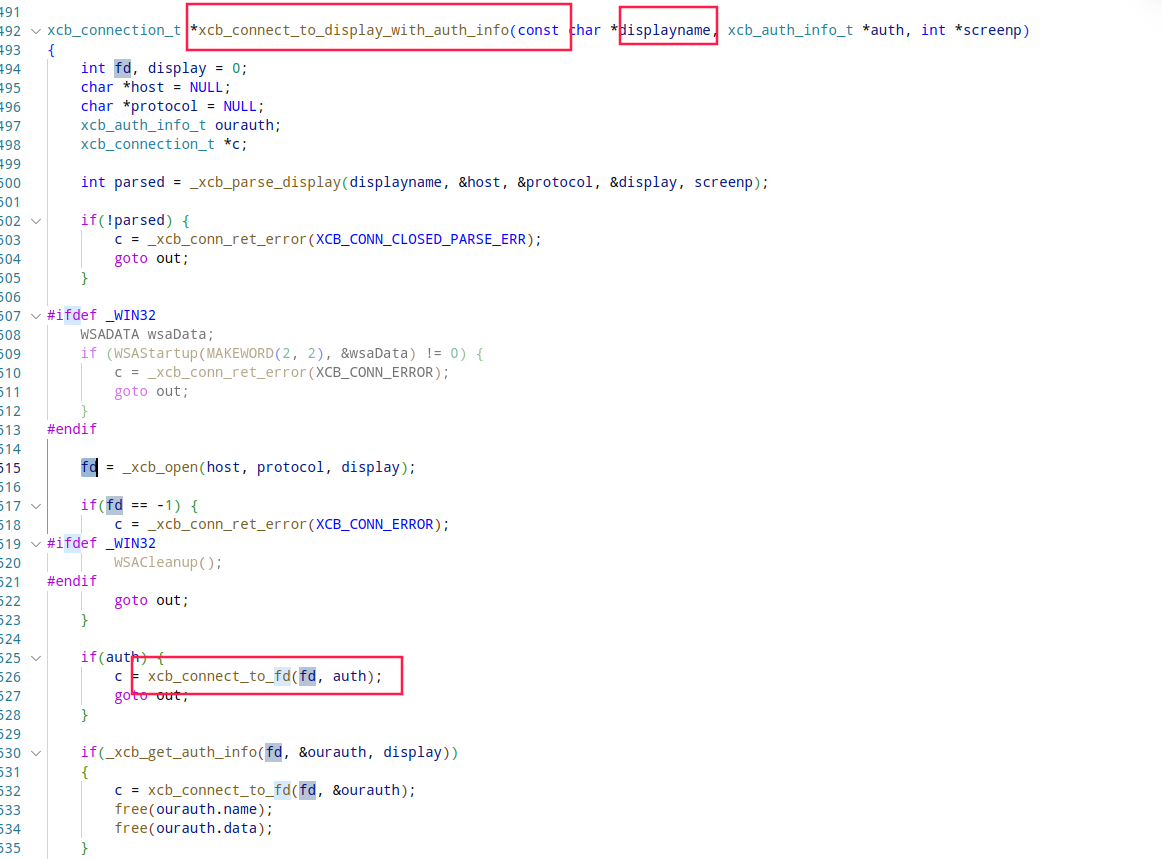 491
492 xcb_connection_t *xcb_connect_to_display_with_auth_info(const char *displayname, xcb_auth_info_t *auth, int *screenp)
493 {
494     int fd, display = 0;
495     char *host = NULL;
496     char *protocol = NULL;
497     xcb_auth_info_t ourauth;
498     xcb_connection_t *c;
499
500     int parsed = _xcb_parse_display(displayname, &host, &protocol, &display, screenp);
501
502     if(!parsed) {
503         c = _xcb_conn_ret_error(XCB_CONN_CLOSED_PARSE_ERR);
504         goto out;
505     }
506
507 #ifdef _WIN32
508     WSADATA wsaData;
509     if (WSAStartup(MAKEWORD(2, 2), &wsaData) != 0) {
510         c = _xcb_conn_ret_error(XCB_CONN_ERROR);
511         goto out;
512     }
513 #endif
514
515     fd = _xcb_open(host, protocol, display);
516
517     if(fd == -1) {
518         c = _xcb_conn_ret_error(XCB_CONN_ERROR);
519 #ifdef _WIN32
520         WSACleanup();
521 #endif
522         goto out;
523     }
524
525     if(auth) {
526         c = xcb_connect_to_fd(fd, auth);
527         goto out;
528     }
529
530     if(_xcb_get_auth_info(fd, &ourauth, display))
531     {
532         c = xcb_connect_to_fd(fd, &ourauth);
533         free(ourauth.name);
534         free(ourauth.data);
535     }